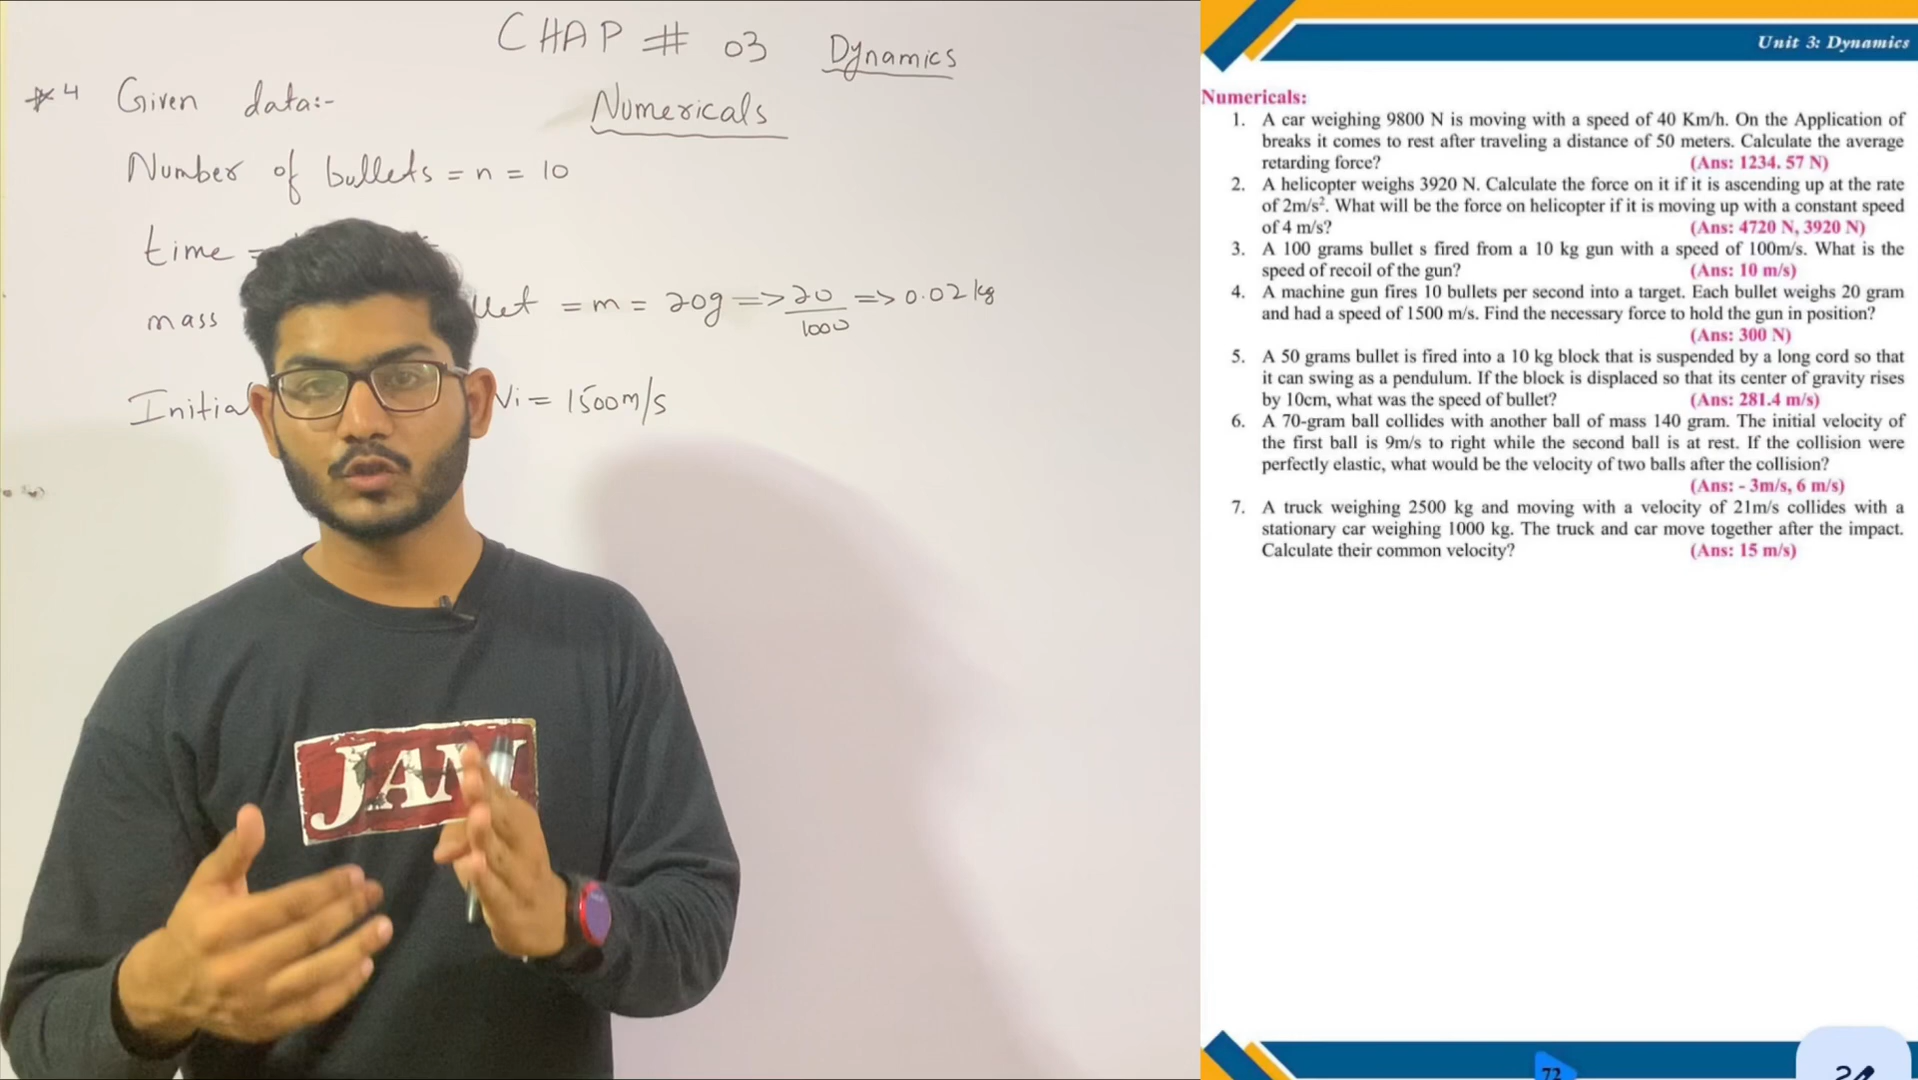 CHAP # 03 Dynamics
Numericals
*4 Given data:-
Number of bullets = n = 10
time =
mass = m = 20g => 20/1000 => 0.02 kg
Vi = 1500m/s
JAM
Unit 3: Dynamics
Numericals:
1. A car weighing 9800 N is moving with a speed of 40 Km/h. On the Application of
breaks it comes to rest after traveling a distance of 50 meters. Calculate the average
retarding force? (Ans: 1234. 57 N)
2. A helicopter weighs 3920 N. Calculate the force on it if it is ascending up at the rate
of 2m/s². What will be the force on helicopter if it is moving up with a constant speed
of 4 m/s? (Ans: 4720 N, 3920 N)
3. A 100 grams bullet s fired from a 10 kg gun with a speed of 100m/s. What is the
speed of recoil of the gun? (Ans: 10 m/s)
4. A machine gun fires 10 bullets per second into a target. Each bullet weighs 20 gram
and had a speed of 1500 m/s. Find the necessary force to hold the gun in position?
(Ans: 300 N)
5. A 50 grams bullet is fired into a 10 kg block that is suspended by a long cord so that
it can swing as a pendulum. If the block is displaced so that its center of gravity rises
by 10cm, what was the speed of bullet? (Ans: 281.4 m/s)
6. A 70-gram ball collides with another ball of mass 140 gram. The initial velocity of
the first ball is 9m/s to right while the second ball is at rest. If the collision were
perfectly elastic, what would be the velocity of two balls after the collision?
(Ans: - 3m/s, 6 m/s)
7. A truck weighing 2500 kg and moving with a velocity of 21m/s collides with a
stationary car weighing 1000 kg. The truck and car move together after the impact.
Calculate their common velocity? (Ans: 15 m/s)
72